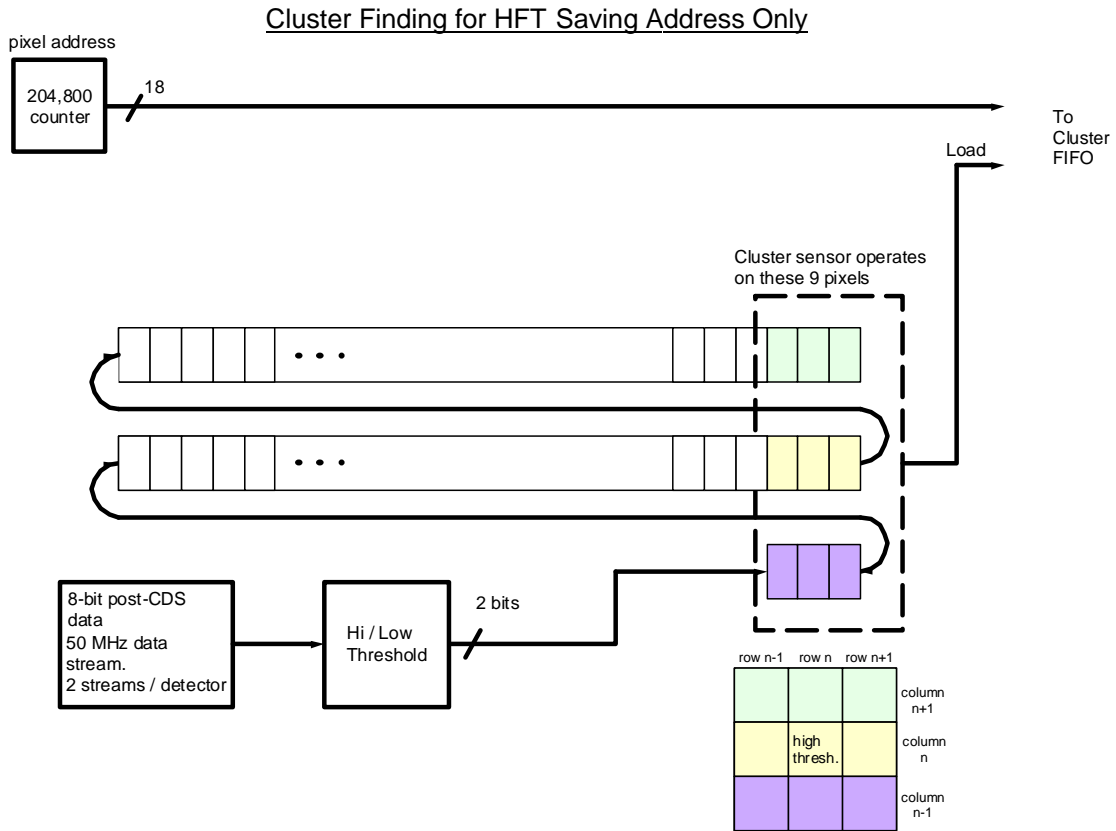 Cluster Finding for HFT Saving Address Only
pixel address
204,800
counter
18
To
Cluster
FIFO
Load
Cluster sensor operates
on these 9 pixels
8-bit post-CDS
data
50 MHz data
stream.
2 streams / detector
Hi / Low
Threshold
2 bits
row n-1 row n row n+1
column
n+1
high
thresh.
column
n
column
n-1